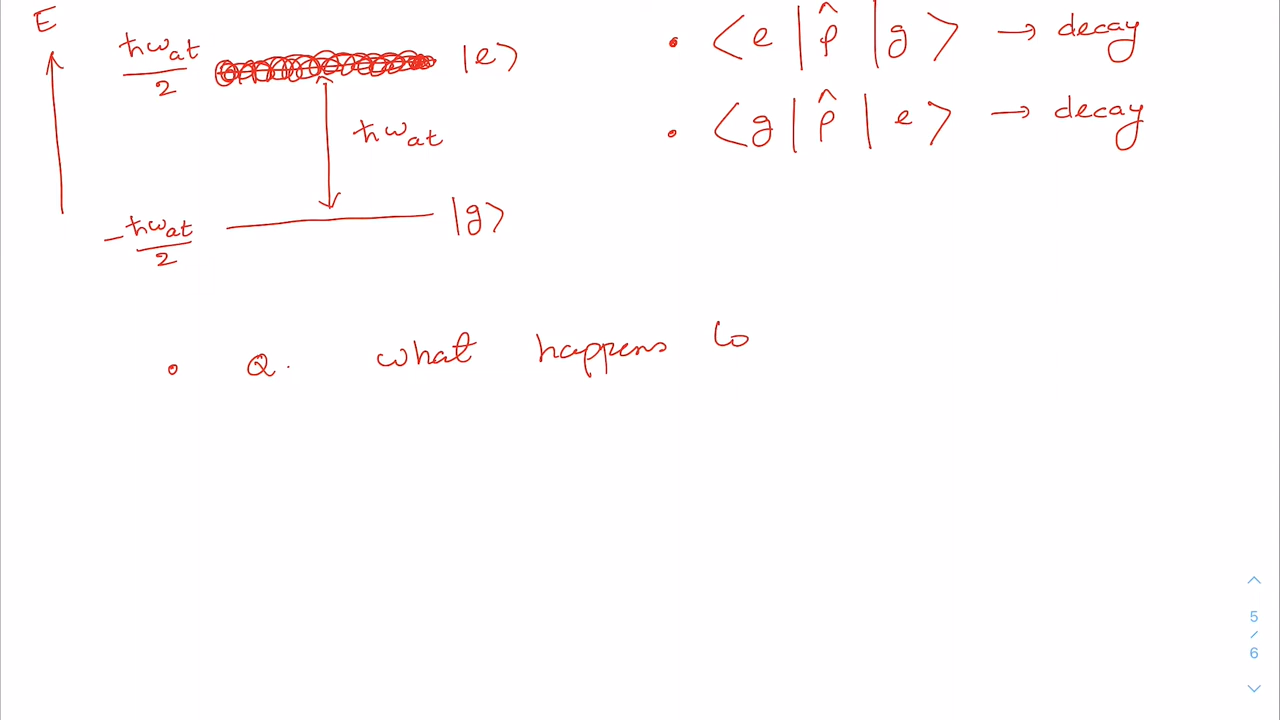 E
ħω_at/2 |e⟩
• ⟨e|ρ̂|g⟩ → decay
ħω_at
• ⟨g|ρ̂|e⟩ → decay
-ħω_at/2 |g⟩
• Q. what happens to
5
/
6